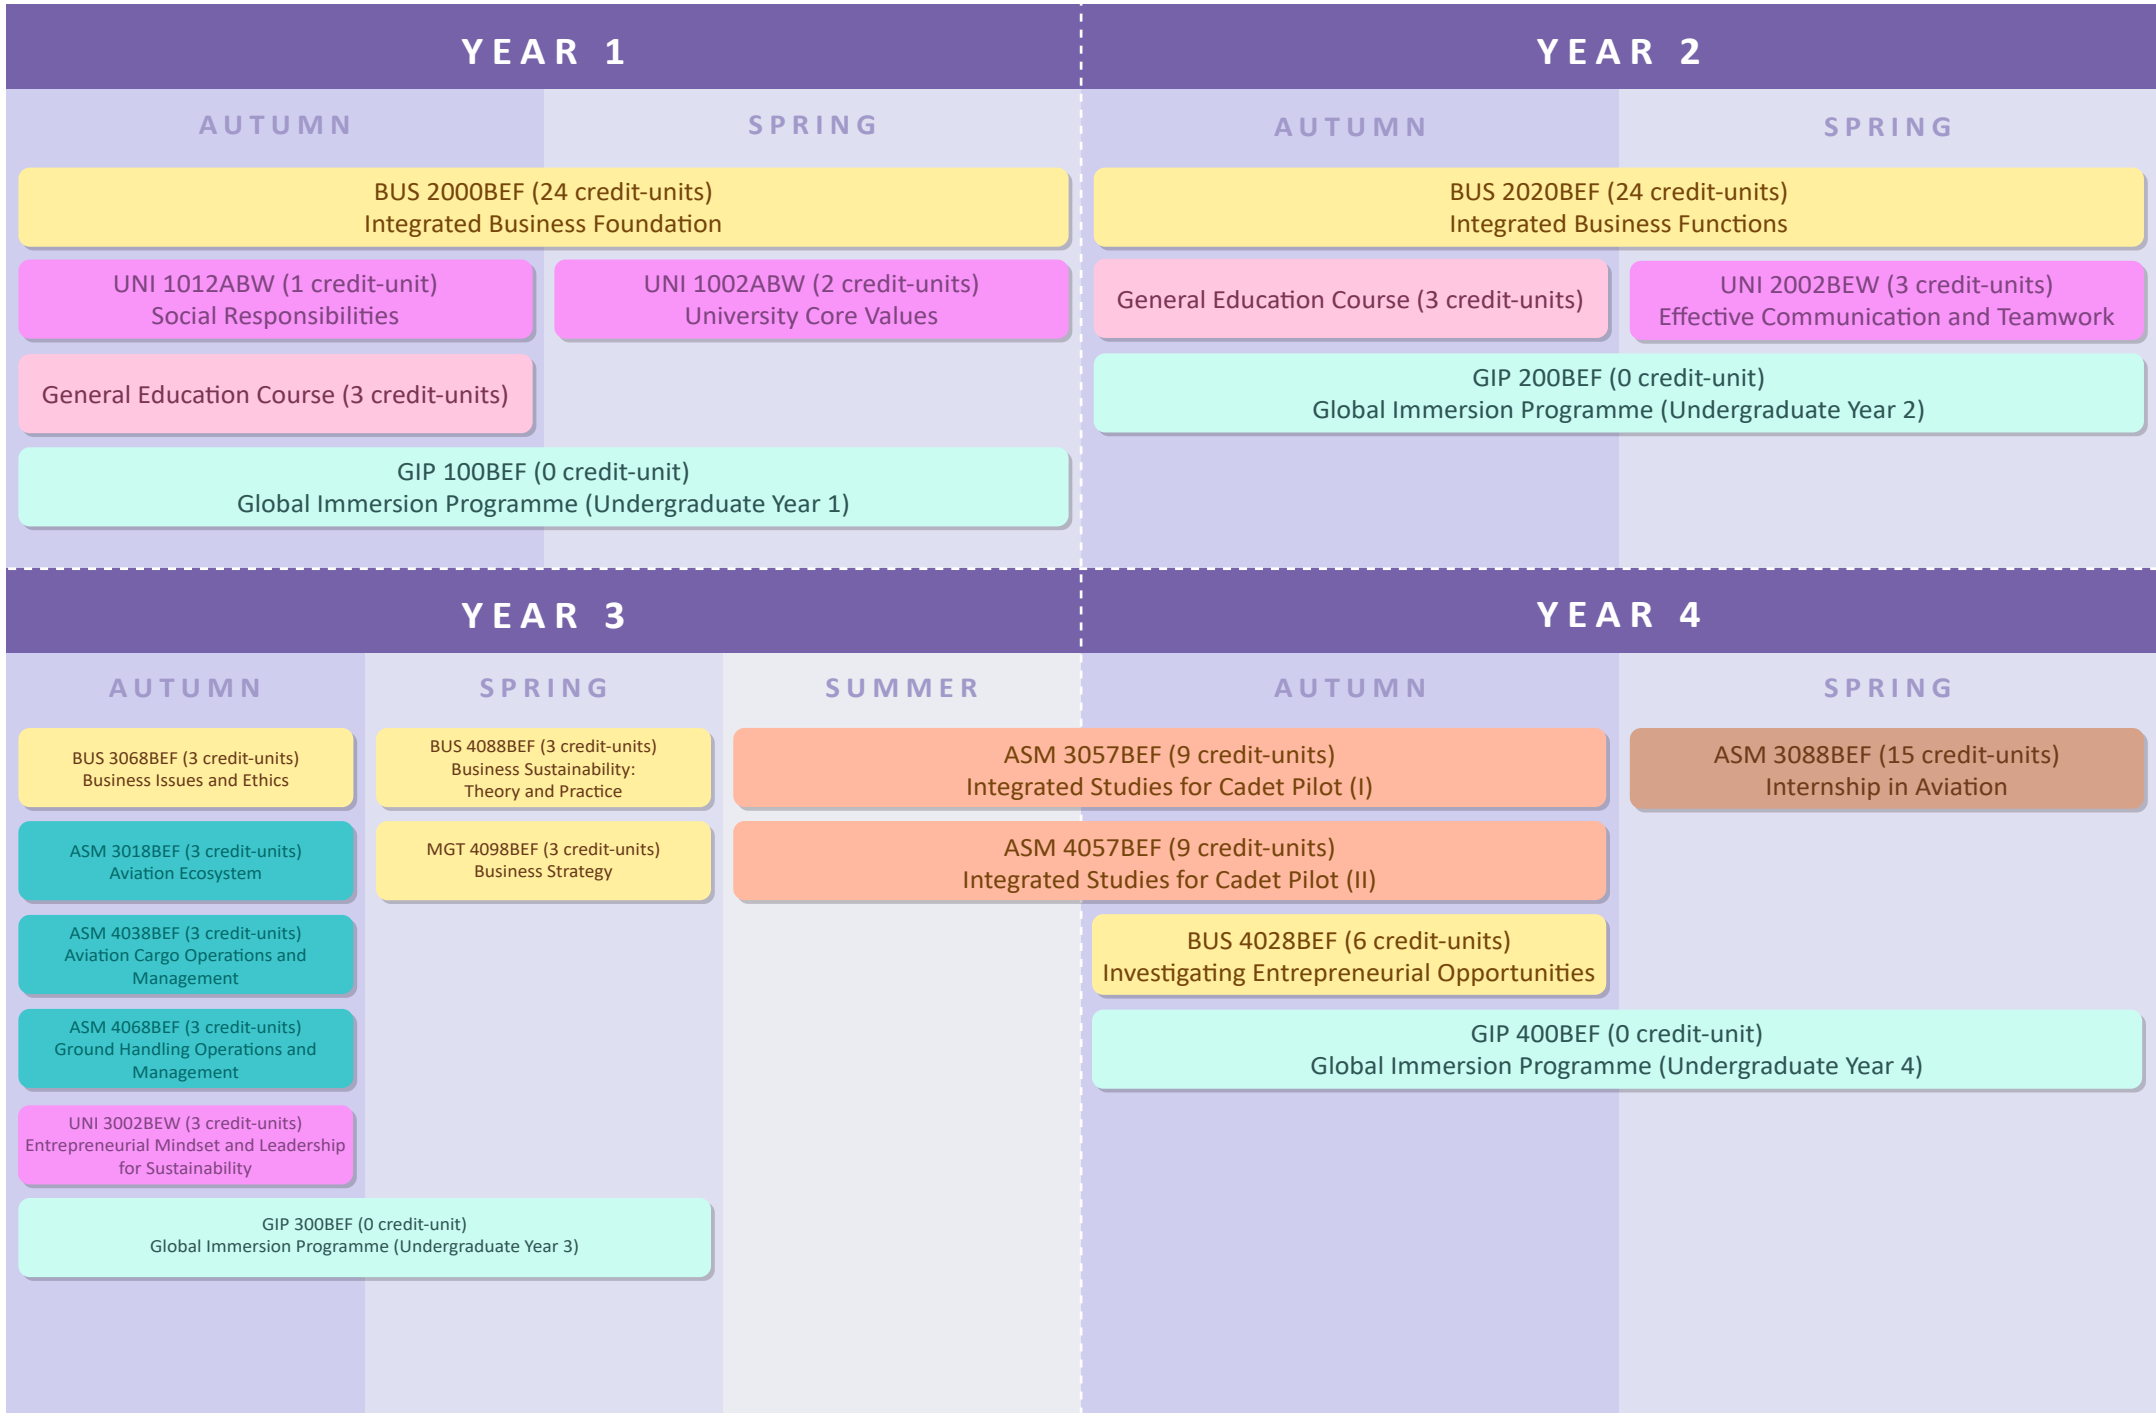 YEAR 1
AUTUMN
SPRING
BUS 2000BEF (24 credit-units)
Integrated Business Foundation
UNI 1012ABW (1 credit-unit)
Social Responsibilities
UNI 1002ABW (2 credit-units)
University Core Values
General Education Course (3 credit-units)
GIP 100BEF (0 credit-unit)
Global Immersion Programme (Undergraduate Year 1)
YEAR 2
AUTUMN
SPRING
BUS 2020BEF (24 credit-units)
Integrated Business Functions
General Education Course (3 credit-units)
UNI 2002BEW (3 credit-units)
Effective Communication and Teamwork
GIP 200BEF (0 credit-unit)
Global Immersion Programme (Undergraduate Year 2)
YEAR 3
AUTUMN
SPRING
SUMMER
BUS 3068BEF (3 credit-units)
Business Issues and Ethics
ASM 3018BEF (3 credit-units)
Aviation Ecosystem
ASM 4038BEF (3 credit-units)
Aviation Cargo Operations and
Management
ASM 4068BEF (3 credit-units)
Ground Handling Operations and
Management
UNI 3002BEW (3 credit-units)
Entrepreneurial Mindset and Leadership
for Sustainability
BUS 4088BEF (3 credit-units)
Business Sustainability:
Theory and Practice
MGT 4098BEF (3 credit-units)
Business Strategy
GIP 300BEF (0 credit-unit)
Global Immersion Programme (Undergraduate Year 3)
YEAR 4
AUTUMN
SPRING
ASM 3057BEF (9 credit-units)
Integrated Studies for Cadet Pilot (I)
ASM 4057BEF (9 credit-units)
Integrated Studies for Cadet Pilot (II)
BUS 4028BEF (6 credit-units)
Investigating Entrepreneurial Opportunities
ASM 3088BEF (15 credit-units)
Internship in Aviation
GIP 400BEF (0 credit-unit)
Global Immersion Programme (Undergraduate Year 4)